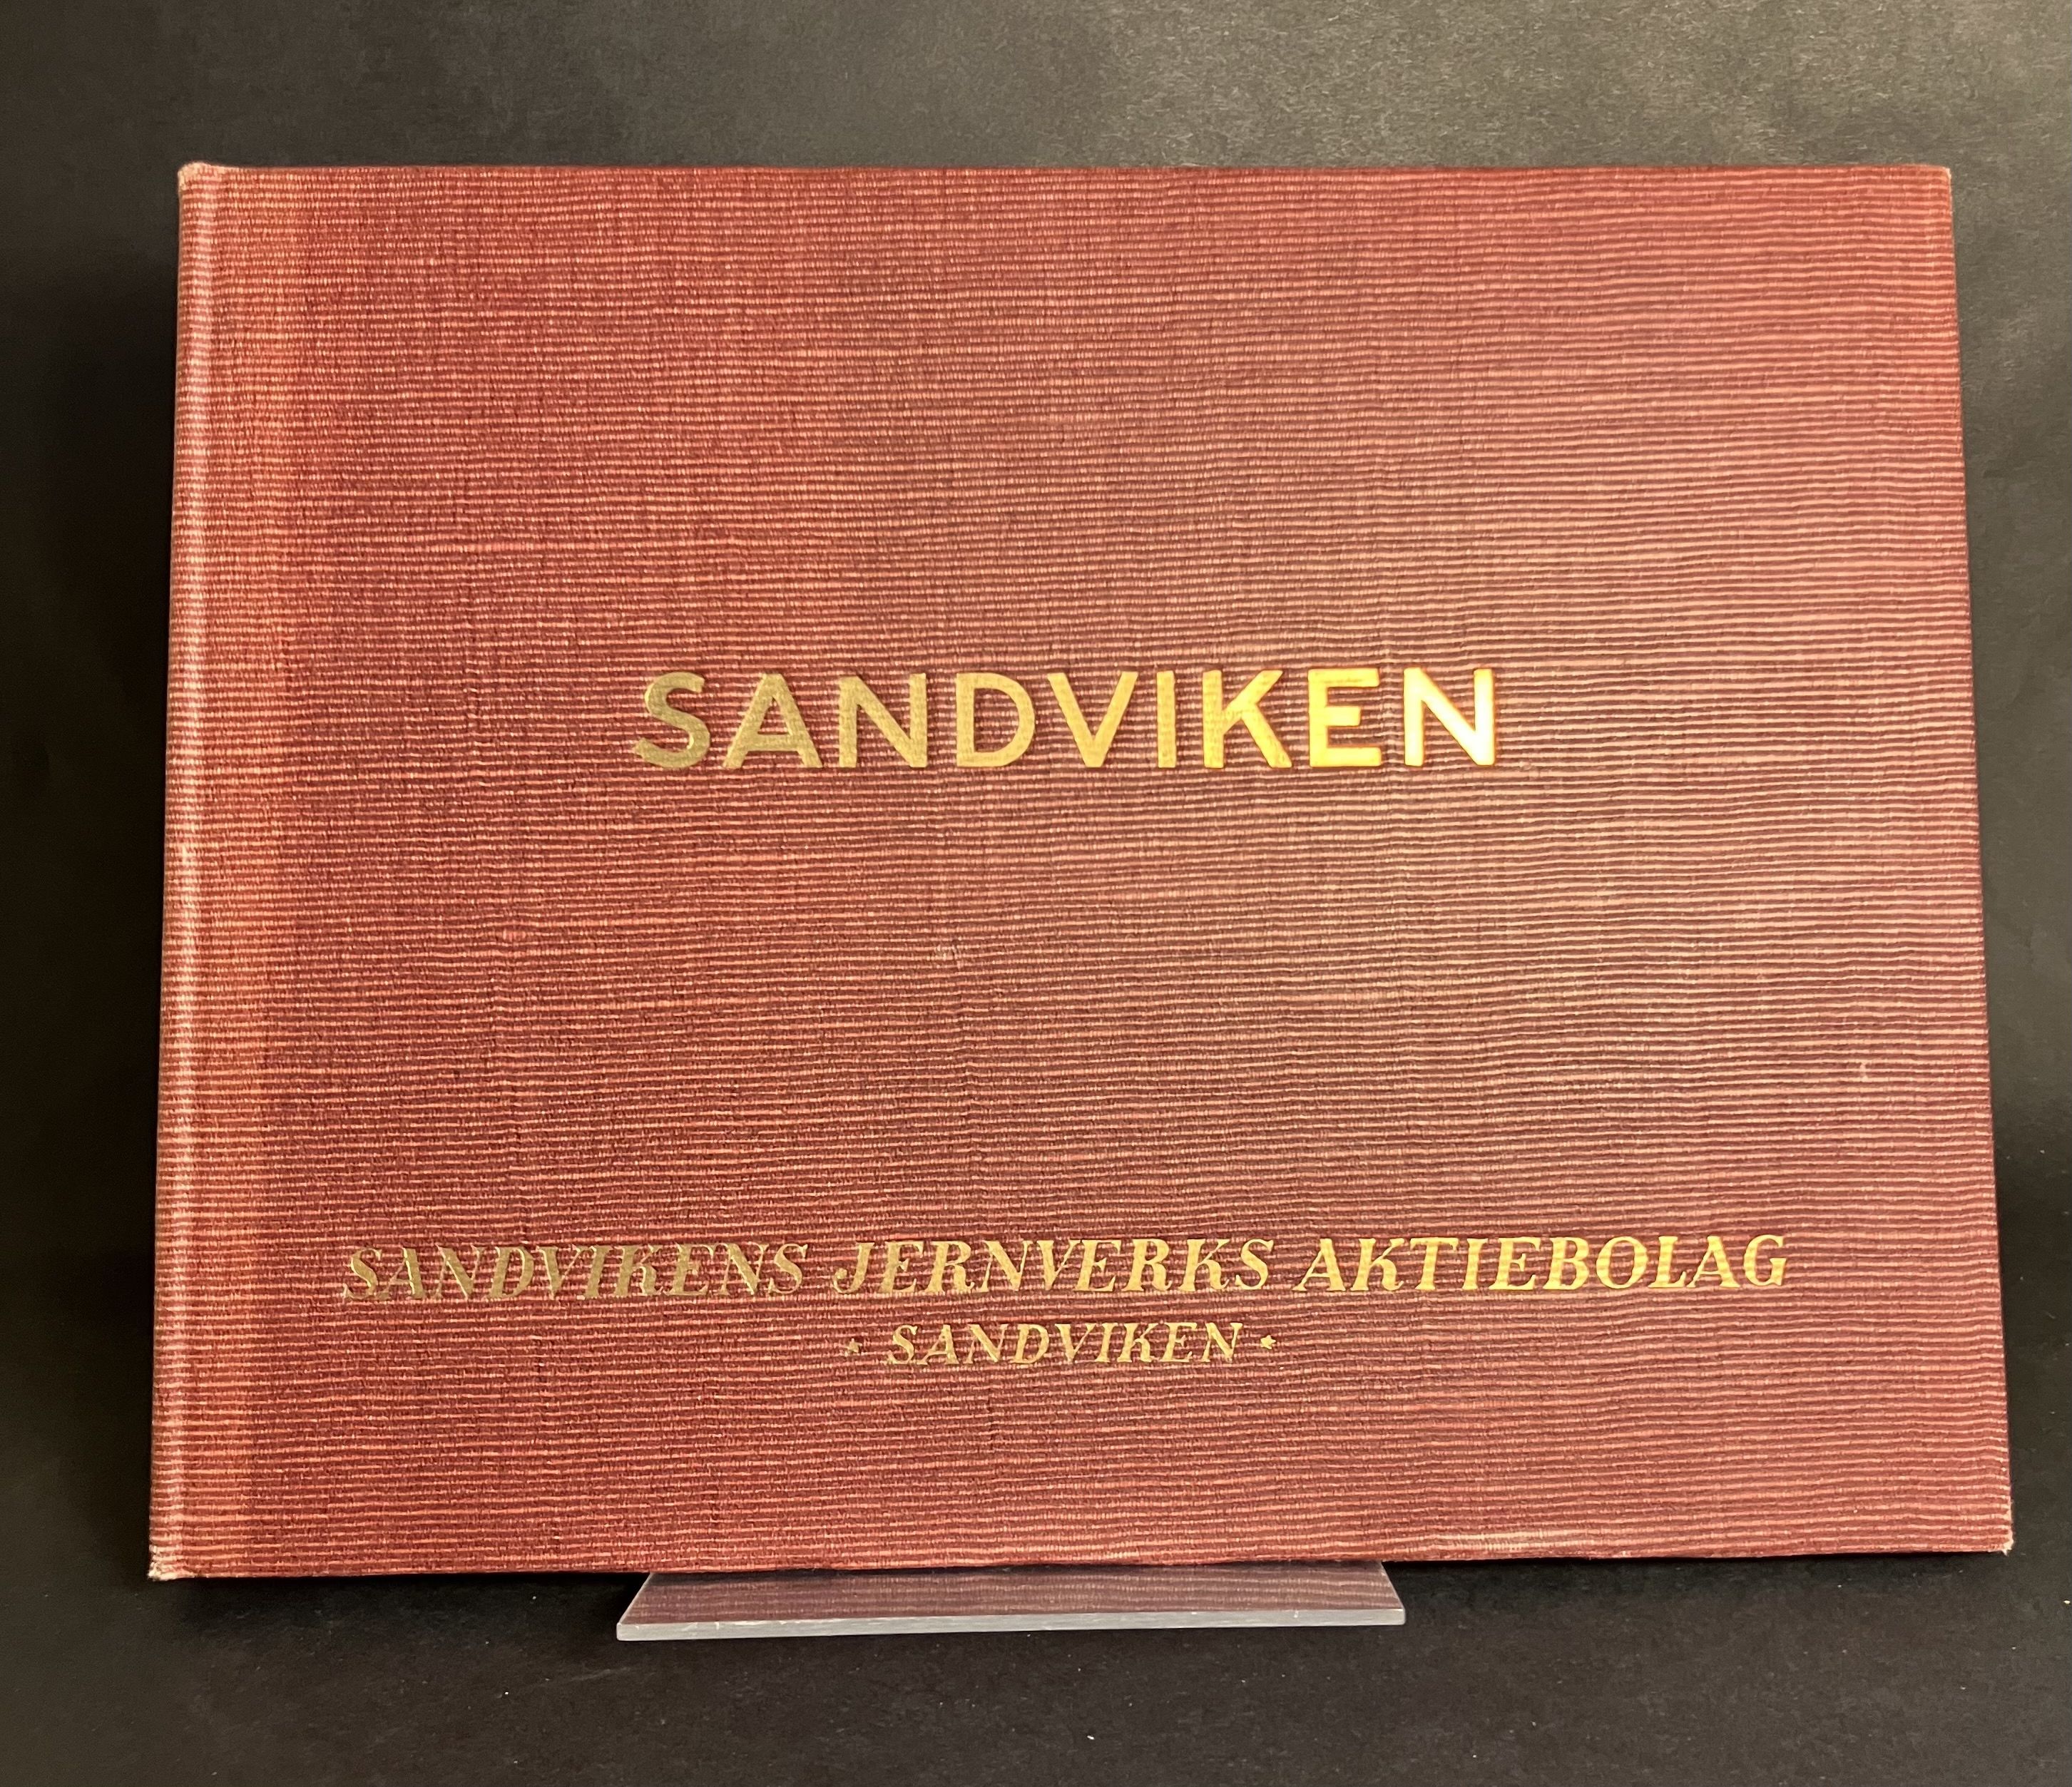 SANDVIKEN
SANDVIKENS JERNVERKS AKTIEBOLAG
* SANDVIKEN *